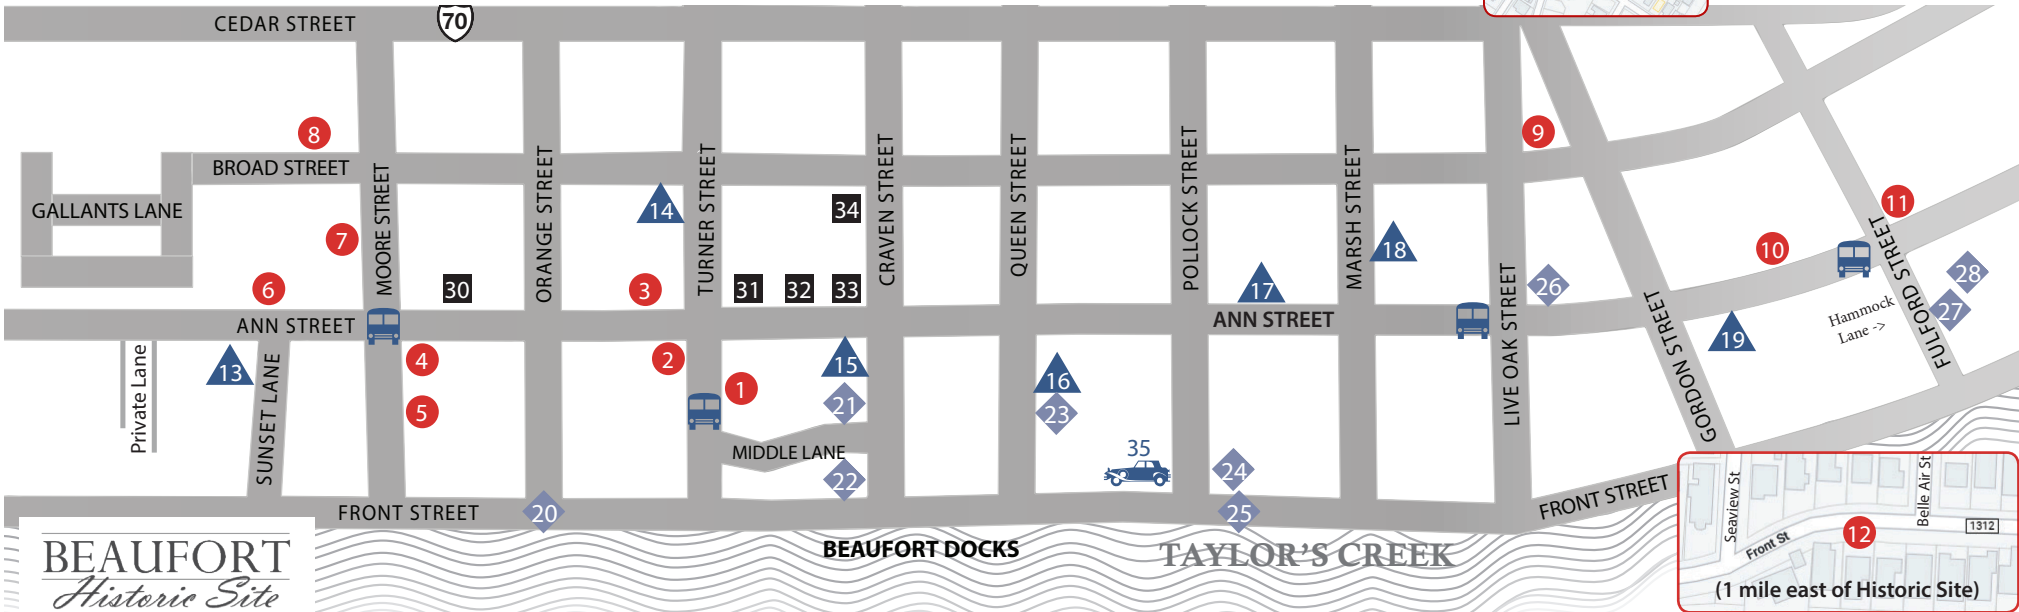 CEDAR STREET
70
8
9
BROAD STREET
GALLANTS LANE
MOORE STREET
ORANGE STREET
TURNER STREET
CRAVEN STREET
QUEEN STREET
POLLOCK STREET
MARSH STREET
LIVE OAK STREET
GORDON STREET
FULFORD STREET
14
34
11
7
18
10
28
6
30
3
31
32
33
17
26
27
Hammock
Lane ->
ANN STREET
ANN STREET
Private Lane
13
SUNSET LANE
4
2
15
16
19
1
5
21
23
MIDDLE LANE
22
35
24
FRONT STREET
20
25
FRONT STREET
BEAUFORT
Historic Site
BEAUFORT DOCKS
TAYLOR'S CREEK
Seaview St
Front St
12
Belle Air St
1312
(1 mile east of Historic Site)